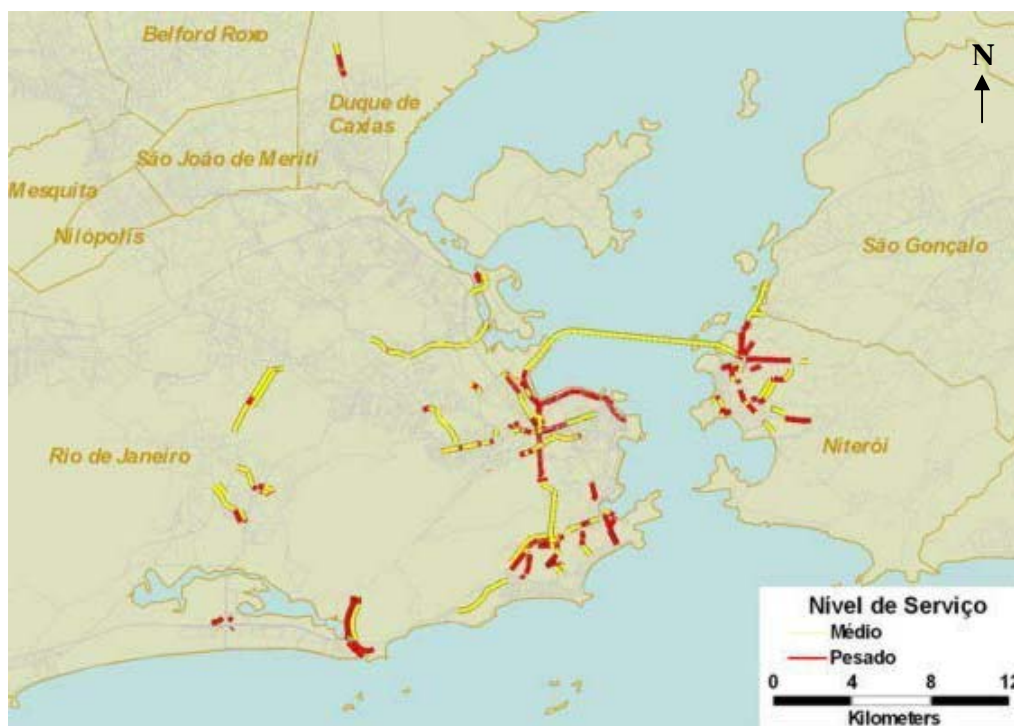 Belford Roxo
N
Duque de
Caxias
São João de Meriti
Mesquita
Nilópolis
São Gonçalo
Rio de Janeiro
Niterói
Nível de Serviço
Médio
Pesado
0 4 8 12
Kilometers